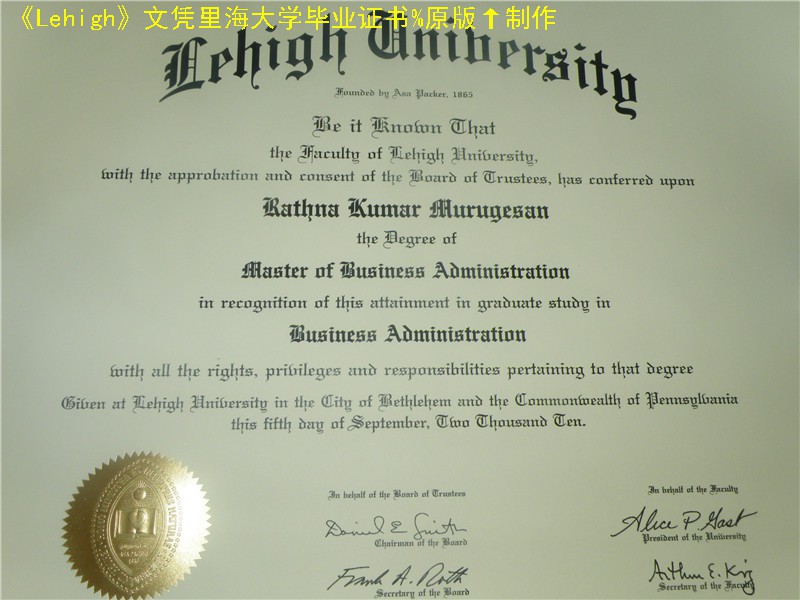 《Lehigh》文凭里海大学毕业证书%原版↑制作
Lehigh University
Founded by Asa Packer, 1865
Be it Known That
the Faculty of Lehigh University,
with the approbation and consent of the Board of Trustees, has conferred upon
Rathna Kumar Murugesan
the Degree of
Master of Business Administration
in recognition of this attainment in graduate study in
Business Administration
with all the rights, privileges and responsibilities pertaining to that degree
Given at Lehigh University in the City of Bethlehem and the Commonwealth of Pennsylvania
this fifth day of September, Two Thousand Ten.
In behalf of the Board of Trustees
Daniel E. Smith
Chairman of the Board
Frank A. Roth
Secretary of the Board
In behalf of the Faculty
Alice P. Gast
President of the University
Arthur E. King
Secretary of the Faculty